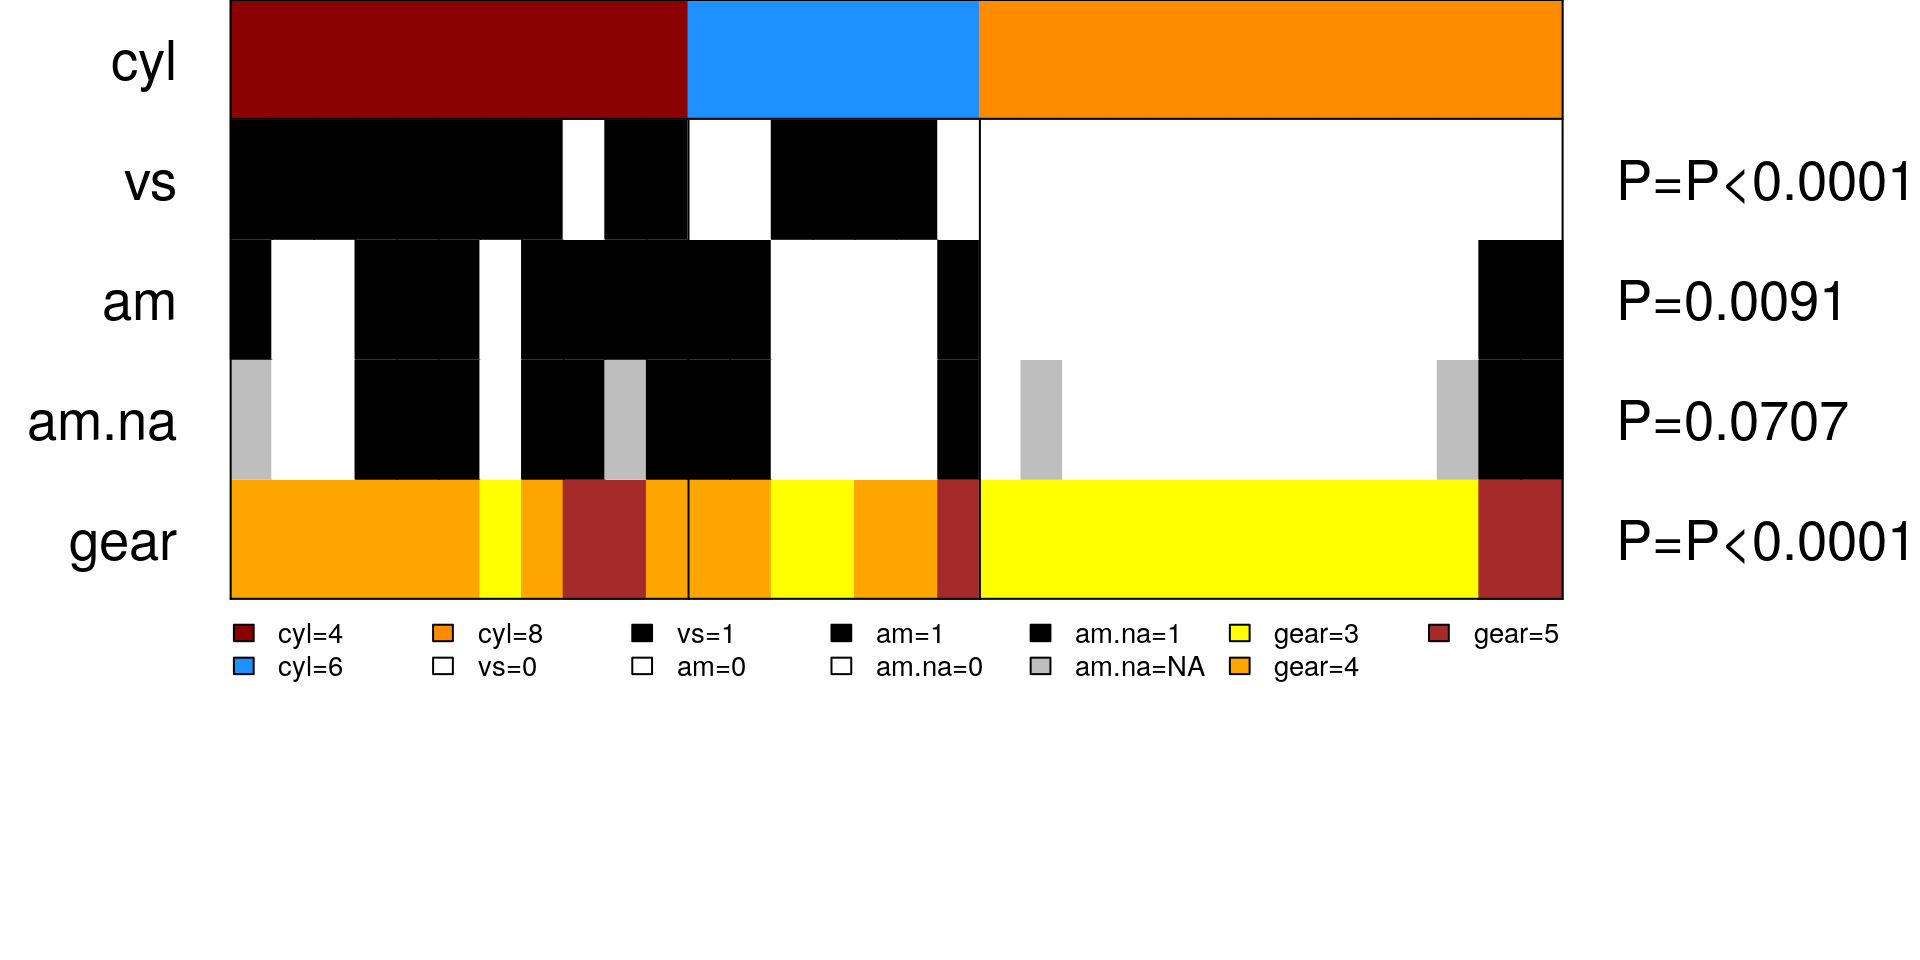 cyl
vs P=P<0.0001
am P=0.0091
am.na P=0.0707
gear P=P<0.0001
cyl=4 cyl=8 vs=1 am=1 am.na=1 gear=3 gear=5
cyl=6 vs=0 am=0 am.na=0 am.na=NA gear=4